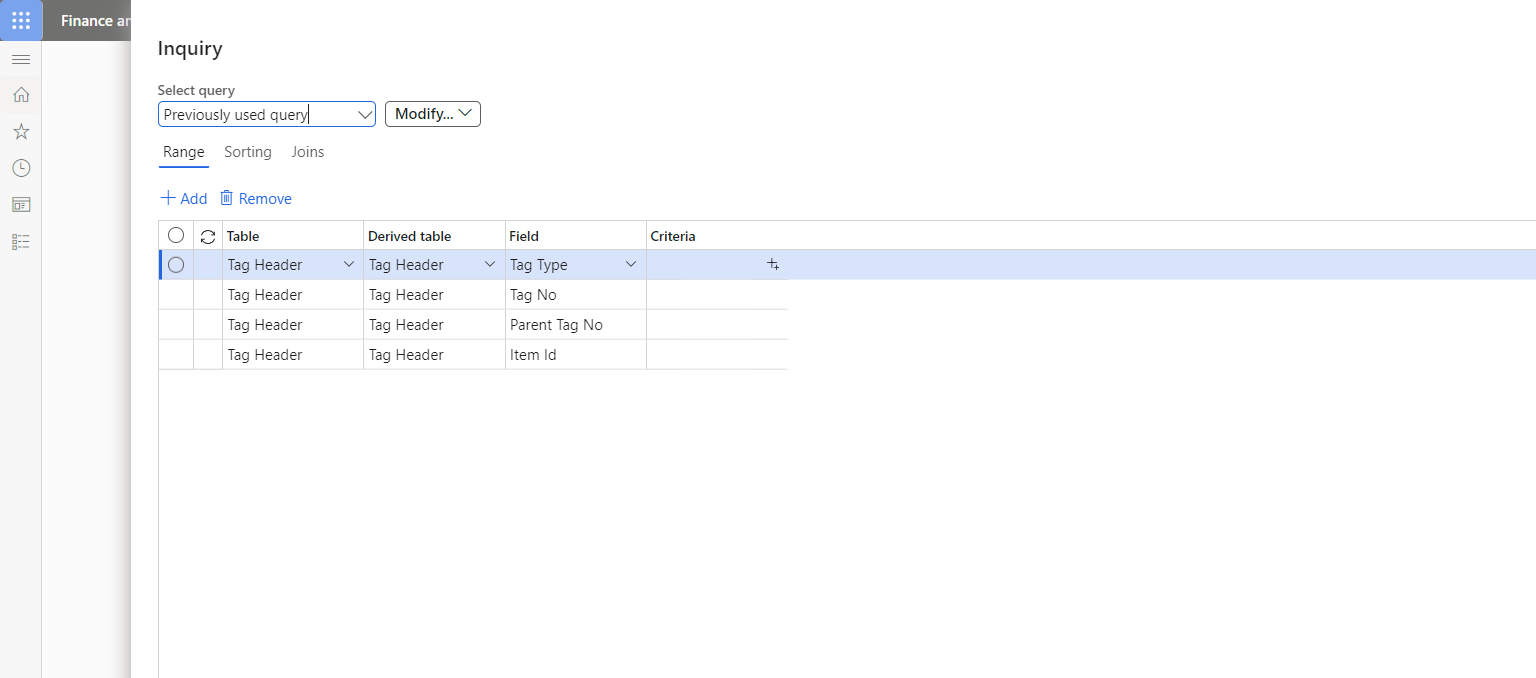 Finance an
Inquiry
Select query
Previously used query Modify...
Range Sorting Joins
Add Remove
Table Derived table Field Criteria
Tag Header Tag Header Tag Type
Tag Header Tag Header Tag No
Tag Header Tag Header Parent Tag No
Tag Header Tag Header Item Id